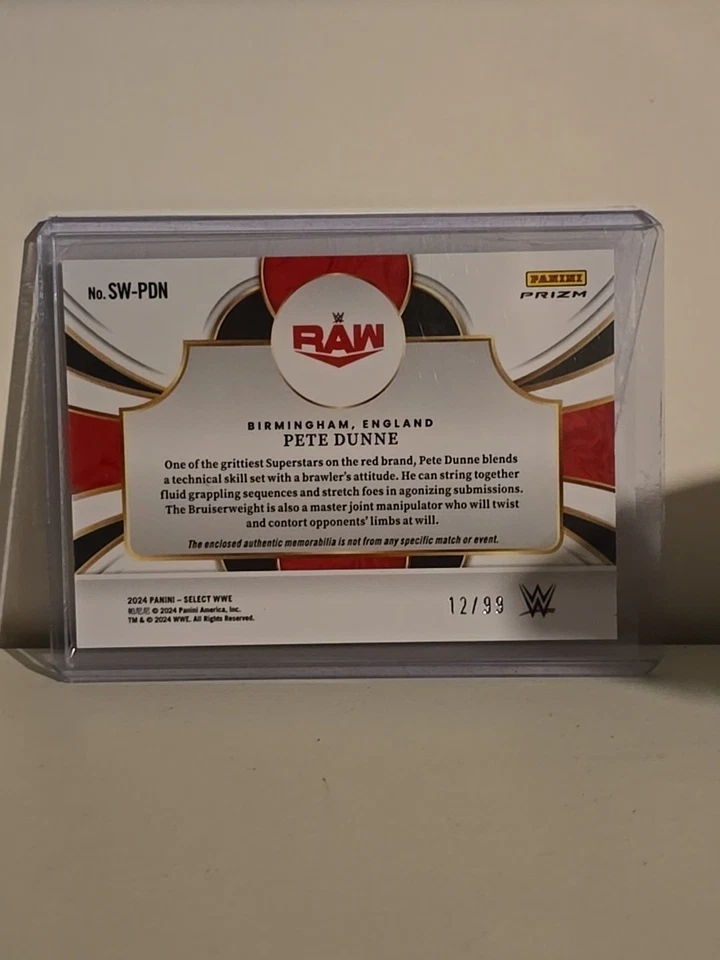 No. SW-PDN
PANINI
PRIZM
W
RAW
BIRMINGHAM, ENGLAND
PETE DUNNE
One of the grittiest Superstars on the red brand, Pete Dunne blends
a technical skill set with a brawler's attitude. He can string together
fluid grappling sequences and stretch foes in agonizing submissions.
The Bruiserweight is also a master joint manipulator who will twist
and contort opponents' limbs at will.
The enclosed authentic memorabilia is not from any specific match or event.
2024 PANINI – SELECT WWE
帕尼尼 © 2024 Panini America, Inc.
TM & © 2024 WWE. All Rights Reserved.
12/99
W